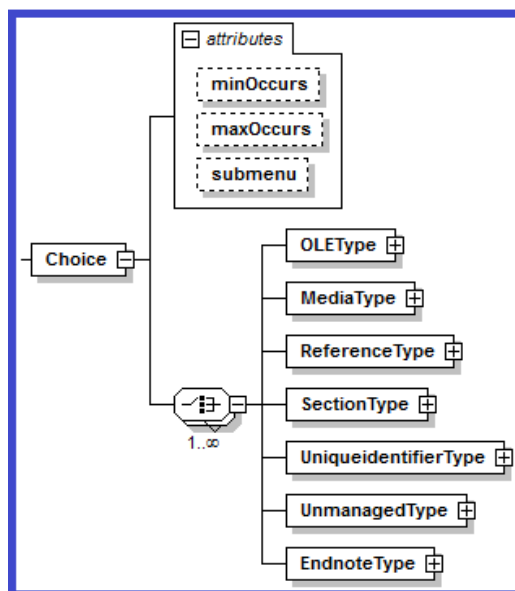 attributes
minOccurs
maxOccurs
submenu
Choice
OLEType
MediaType
ReferenceType
SectionType
UniqueidentifierType
UnmanagedType
EndnoteType
1..∞